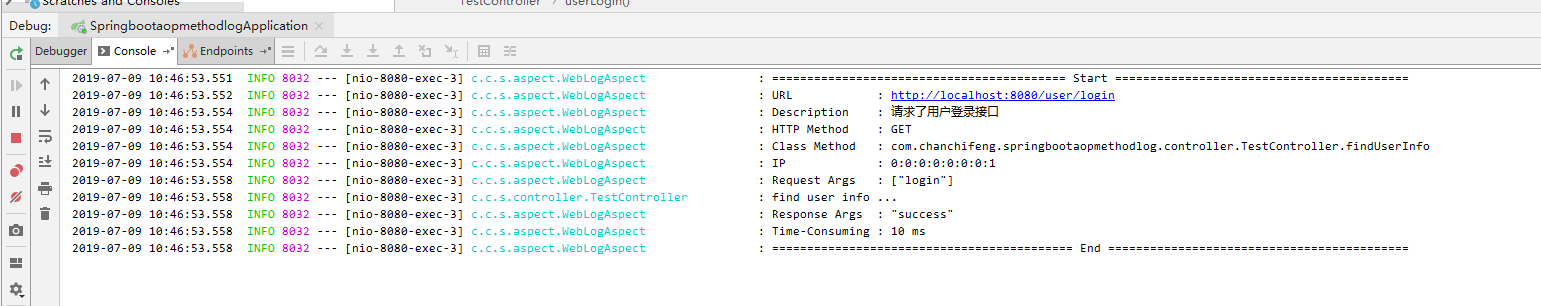 Scratches and Consoles
TestController userLogin()
Debug: SpringbootaopmethodlogApplication
Debugger Console Endpoints
2019-07-09 10:46:53.551 INFO 8032 --- [nio-8080-exec-3] c.c.s.aspect.WebLogAspect : ========================================= Start =========================================
2019-07-09 10:46:53.552 INFO 8032 --- [nio-8080-exec-3] c.c.s.aspect.WebLogAspect : URL : http://localhost:8080/user/login
2019-07-09 10:46:53.554 INFO 8032 --- [nio-8080-exec-3] c.c.s.aspect.WebLogAspect : Description : 请求了用户登录接口
2019-07-09 10:46:53.554 INFO 8032 --- [nio-8080-exec-3] c.c.s.aspect.WebLogAspect : HTTP Method : GET
2019-07-09 10:46:53.554 INFO 8032 --- [nio-8080-exec-3] c.c.s.aspect.WebLogAspect : Class Method : com.chanchifeng.springbootaopmethodlog.controller.TestController.findUserInfo
2019-07-09 10:46:53.554 INFO 8032 --- [nio-8080-exec-3] c.c.s.aspect.WebLogAspect : IP : 0:0:0:0:0:0:0:1
2019-07-09 10:46:53.558 INFO 8032 --- [nio-8080-exec-3] c.c.s.aspect.WebLogAspect : Request Args : ["login"]
2019-07-09 10:46:53.558 INFO 8032 --- [nio-8080-exec-3] c.c.s.controller.TestController : find user info ...
2019-07-09 10:46:53.558 INFO 8032 --- [nio-8080-exec-3] c.c.s.aspect.WebLogAspect : Response Args : "success"
2019-07-09 10:46:53.558 INFO 8032 --- [nio-8080-exec-3] c.c.s.aspect.WebLogAspect : Time-Consuming : 10 ms
2019-07-09 10:46:53.558 INFO 8032 --- [nio-8080-exec-3] c.c.s.aspect.WebLogAspect : ========================================== End ==========================================